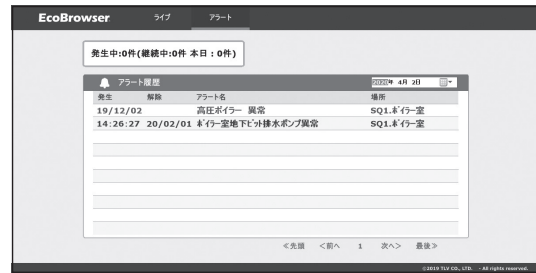 EcoBrowser ライブ アラート
発生中:0件(継続中:0件 本日:0件)
アラート履歴 2020年 4月 2日
発生 解除 アラート名 場所
19/12/02 高圧ボイラー 異常 SQ1.ボイラー室
14:26:27 20/02/01 ボイラー室地下ピット排水ポンプ異常 SQ1.ボイラー室
≪先頭 <前へ 1 次へ> 最後≫
©2019 TLV CO., LTD. - All rights reserved.